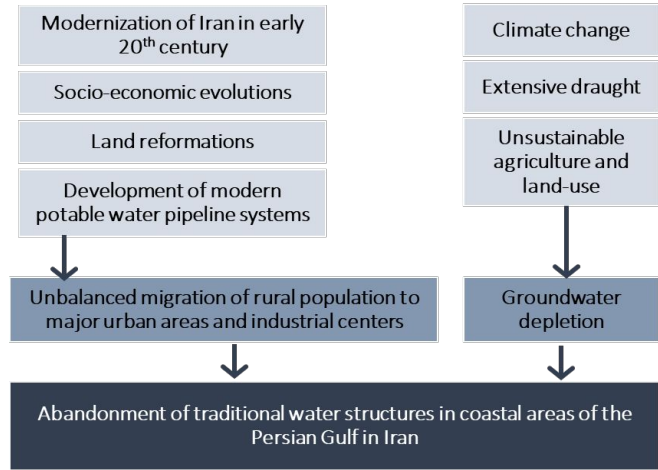 Modernization of Iran in early
20th century
Socio-economic evolutions
Land reformations
Development of modern
potable water pipeline systems
Unbalanced migration of rural population to
major urban areas and industrial centers
Climate change
Extensive draught
Unsustainable
agriculture and
land-use
Groundwater
depletion
Abandonment of traditional water structures in coastal areas of the
Persian Gulf in Iran